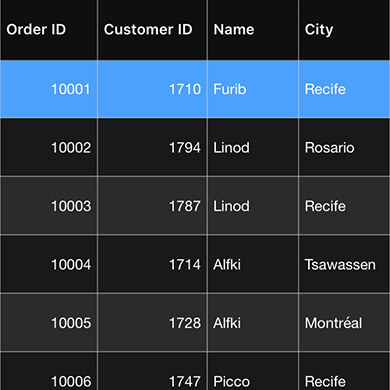 Order ID Customer ID Name City
10001 1710 Furib Recife
10002 1794 Linod Rosario
10003 1787 Linod Recife
10004 1714 Alfki Tsawassen
10005 1728 Alfki Montréal
10006 1747 Picco Recife